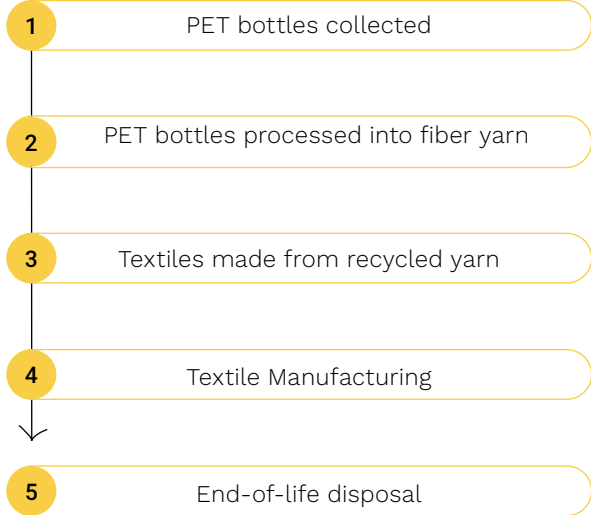 1 PET bottles collected
2 PET bottles processed into fiber yarn
3 Textiles made from recycled yarn
4 Textile Manufacturing
5 End-of-life disposal